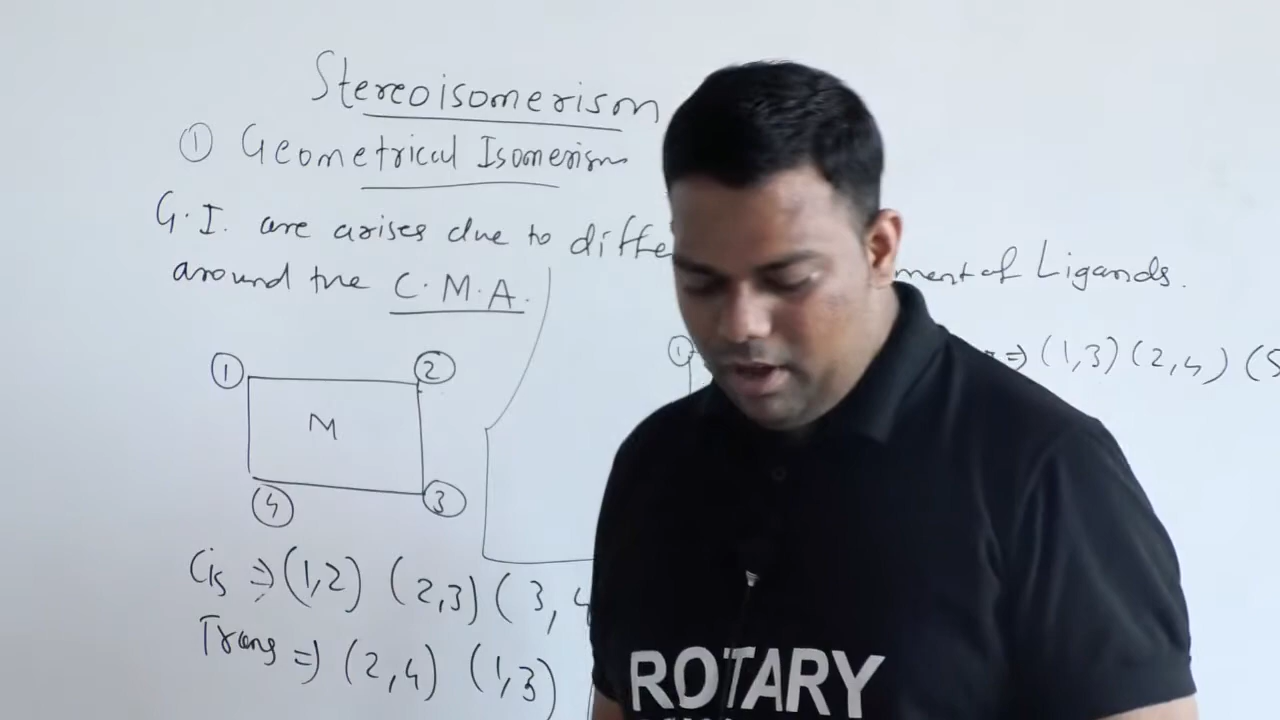 Stereoisomerism
① Geometrical Isomerism
G.I. are arises due to diffe ment of Ligands.
around the C.M.A.
① ②
M
④ ③
①
⇒ (1,3) (2,4) (5
Cis ⇒ (1,2) (2,3) (3,4
Trans ⇒ (2,4) (1,3)
ROTARY